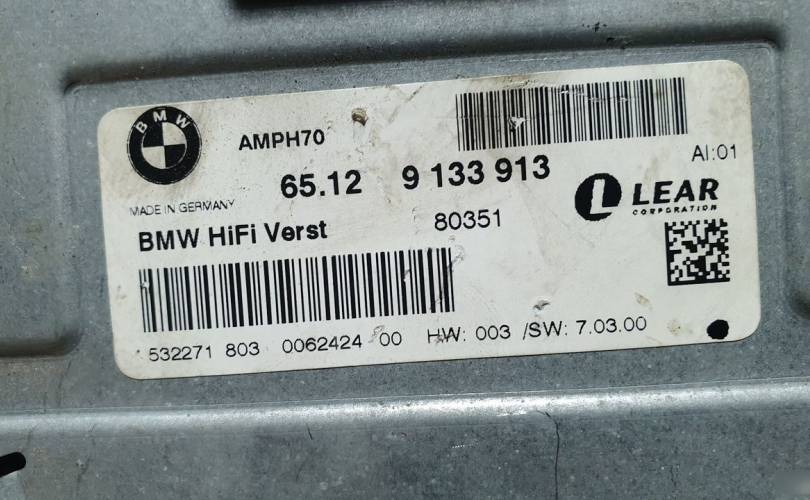 BMW
AMPH70
AI:01
65.12 9 133 913
MADE IN GERMANY
LEAR
CORPORATION
BMW HiFi Verst 80351
532271 803 0062424 00 HW: 003 /SW: 7.03.00